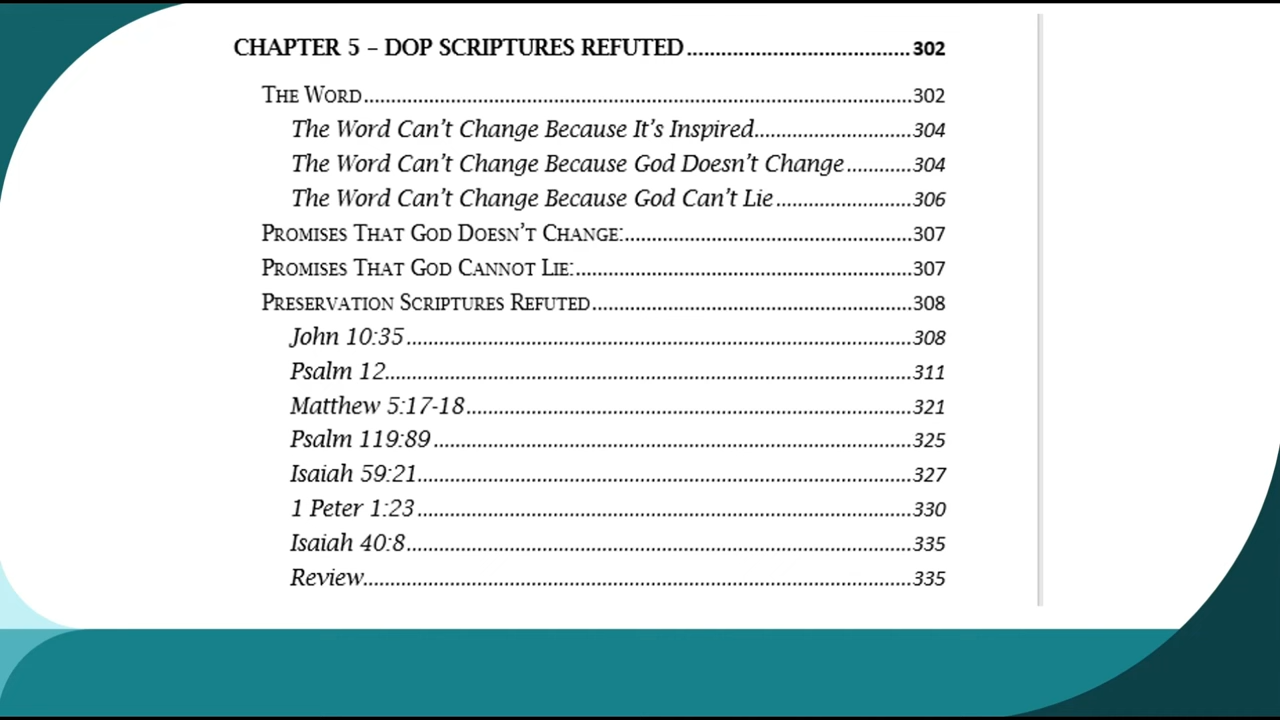 CHAPTER 5 – DOP SCRIPTURES REFUTED....................................302
THE WORD....................................302
The Word Can't Change Because It's Inspired....................................304
The Word Can't Change Because God Doesn't Change....................................304
The Word Can't Change Because God Can't Lie....................................306
PROMISES THAT GOD DOESN'T CHANGE:....................................307
PROMISES THAT GOD CANNOT LIE:....................................307
PRESERVATION SCRIPTURES REFUTED....................................308
John 10:35....................................308
Psalm 12....................................311
Matthew 5:17-18....................................321
Psalm 119:89....................................325
Isaiah 59:21....................................327
1 Peter 1:23....................................330
Isaiah 40:8....................................335
Review....................................335